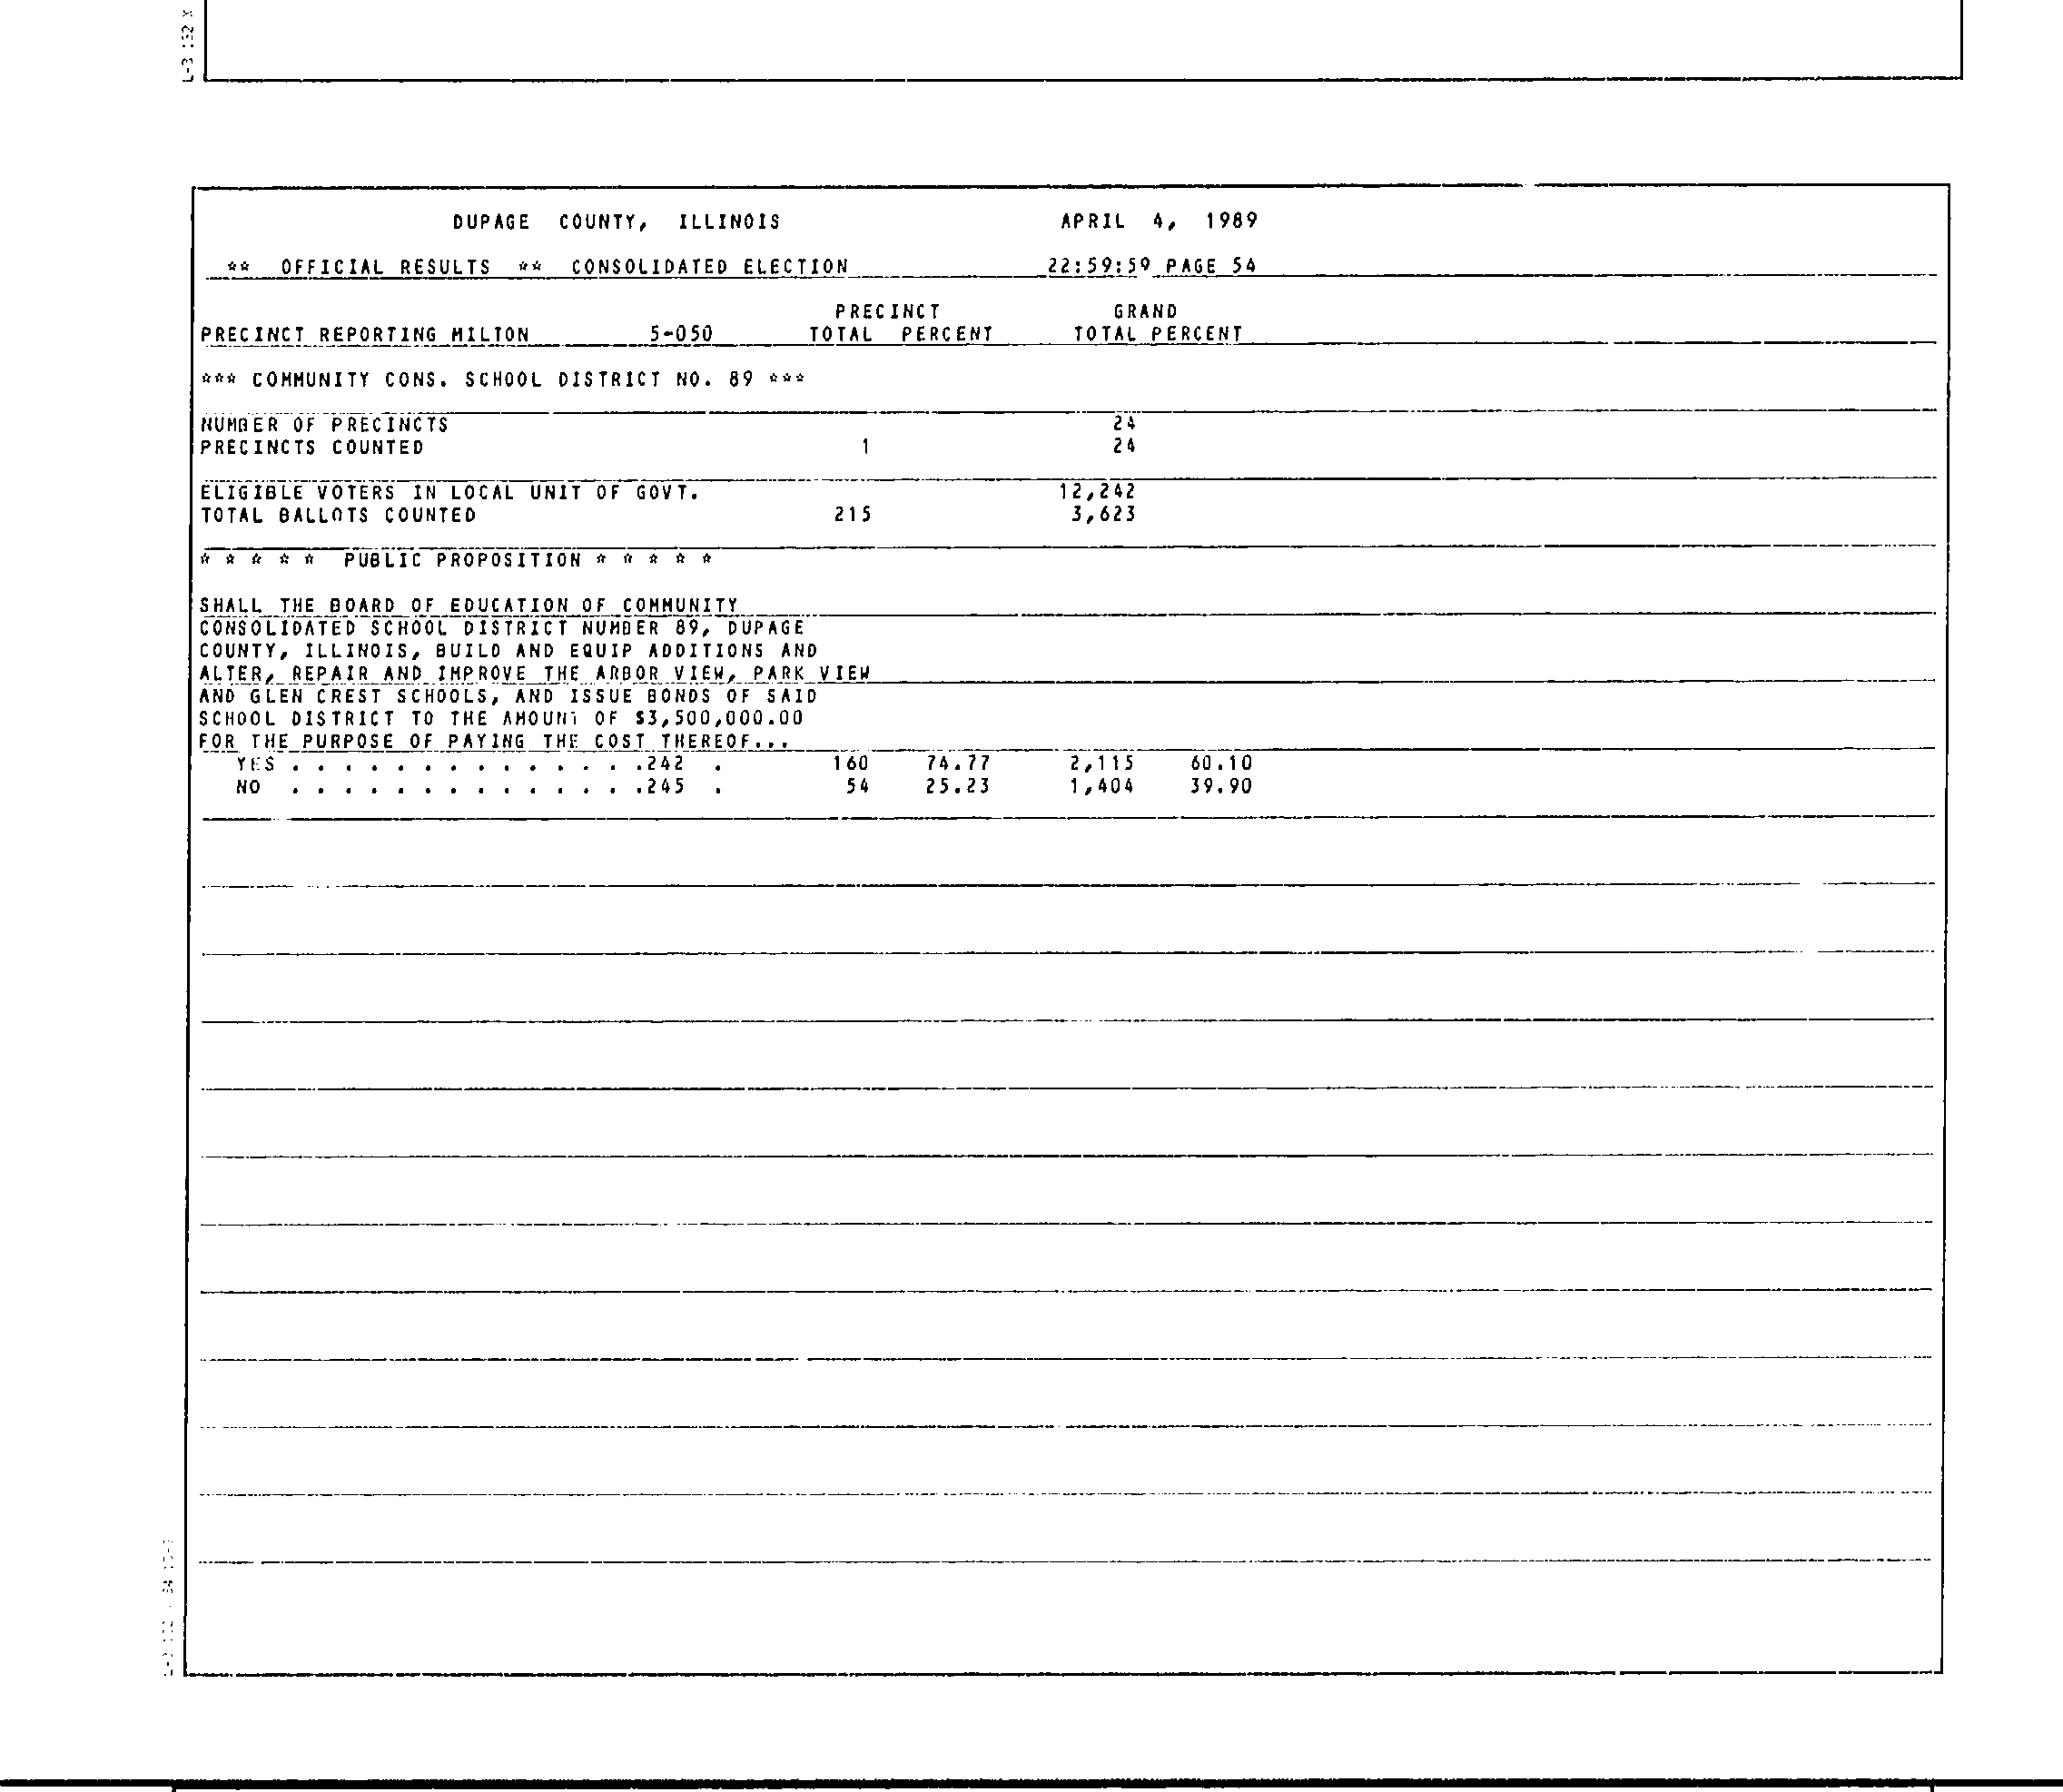 L-3 132 X
DUPAGE COUNTY, ILLINOIS APRIL 4, 1989
** OFFICIAL RESULTS ** CONSOLIDATED ELECTION 22:59:59 PAGE 54
PRECINCT GRAND
PRECINCT REPORTING MILTON 5-050 TOTAL PERCENT TOTAL PERCENT
*** COMMUNITY CONS. SCHOOL DISTRICT NO. 89 ***
NUMBER OF PRECINCTS 24
PRECINCTS COUNTED 1 24
ELIGIBLE VOTERS IN LOCAL UNIT OF GOVT. 12,242
TOTAL BALLOTS COUNTED 215 3,623
* * * * * PUBLIC PROPOSITION * * * * *
SHALL THE BOARD OF EDUCATION OF COMMUNITY
CONSOLIDATED SCHOOL DISTRICT NUMBER 89, DUPAGE
COUNTY, ILLINOIS, BUILD AND EQUIP ADDITIONS AND
ALTER, REPAIR AND IMPROVE THE ARBOR VIEW, PARK VIEW
AND GLEN CREST SCHOOLS, AND ISSUE BONDS OF SAID
SCHOOL DISTRICT TO THE AMOUNT OF $3,500,000.00
FOR THE PURPOSE OF PAYING THE COST THEREOF...
YES . . . . . . . . . . . . . .242 . 160 74.77 2,115 60.10
NO . . . . . . . . . . . . . .245 . 54 25.23 1,404 39.90